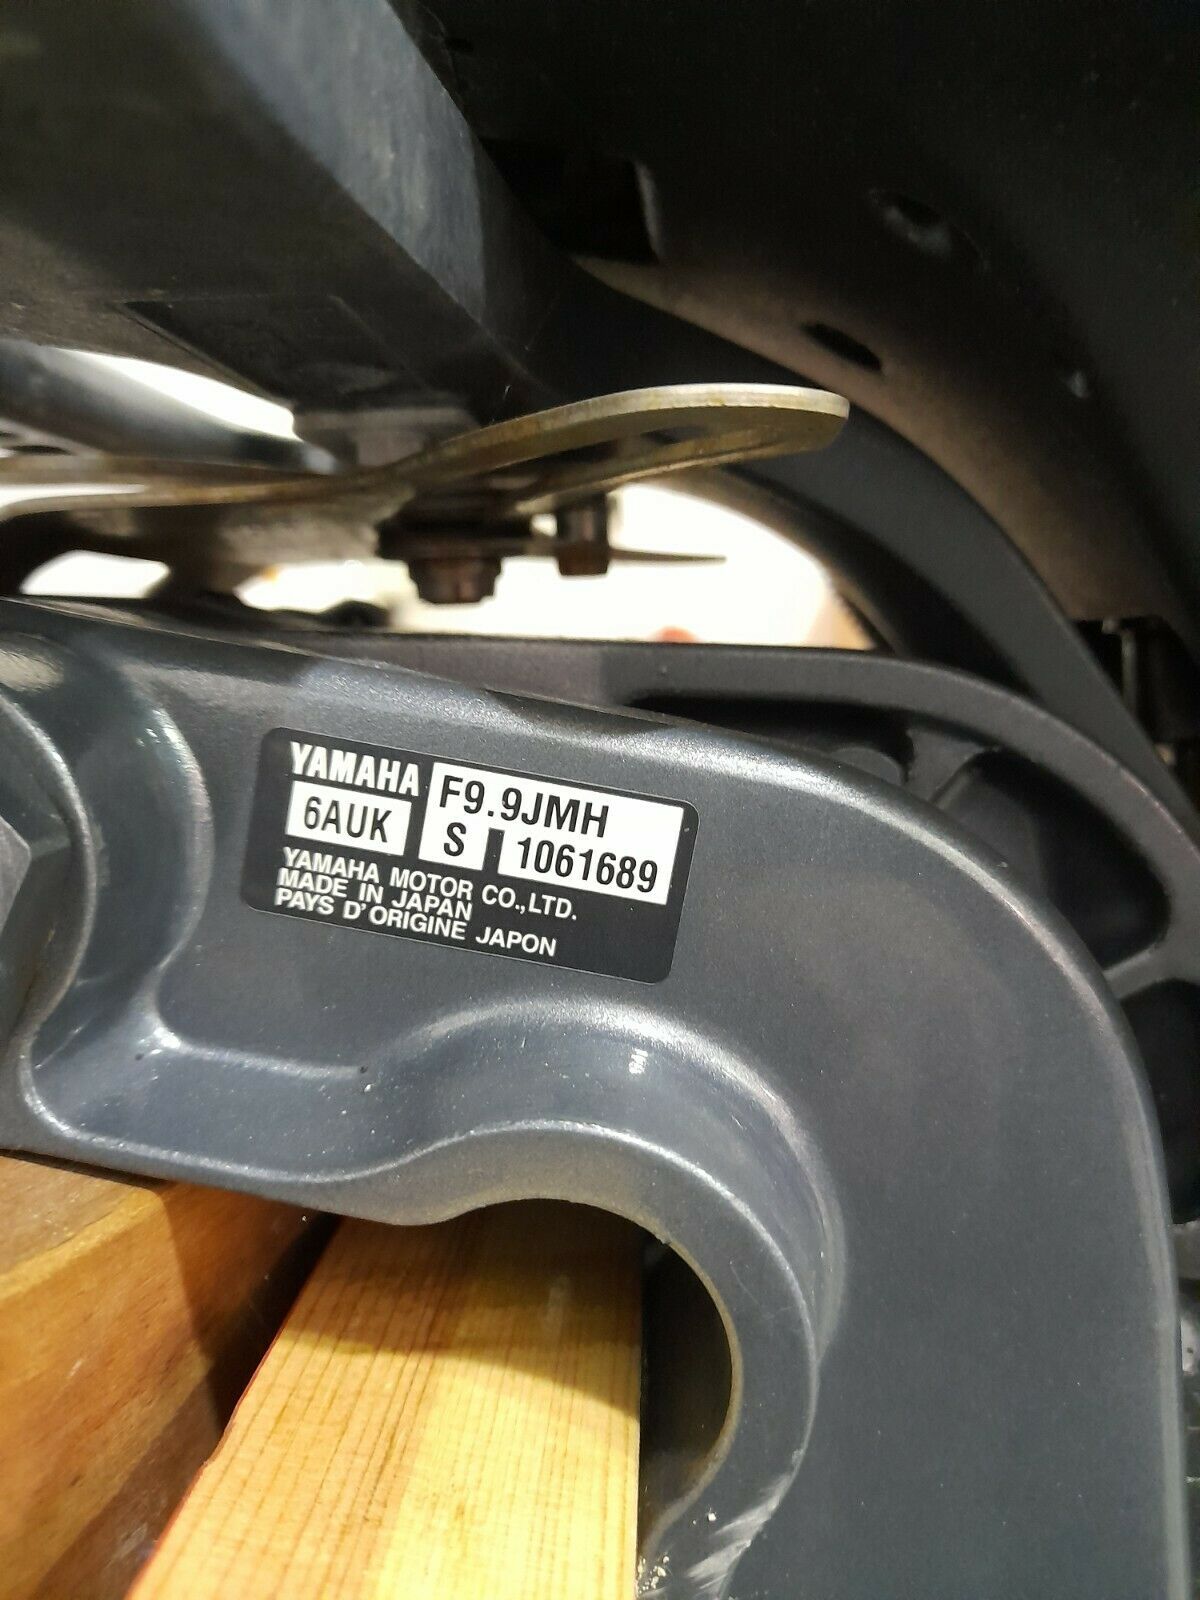 YAMAHA F9.9JMH
6AUK S 1061689
YAMAHA MOTOR CO.,LTD.
MADE IN JAPAN
PAYS D'ORIGINE JAPON